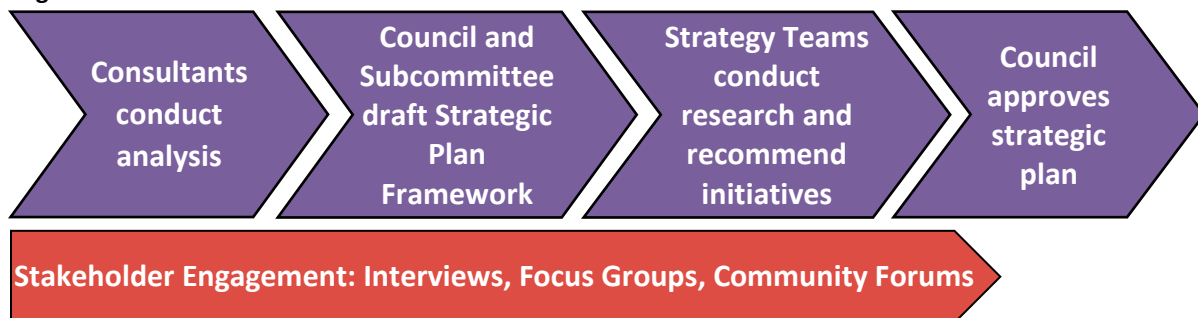 Consultants
conduct
analysis
Council and
Subcommittee
draft Strategic
Plan
Framework
Strategy Teams
conduct
research and
recommend
initiatives
Council
approves
strategic
plan
Stakeholder Engagement: Interviews, Focus Groups, Community Forums